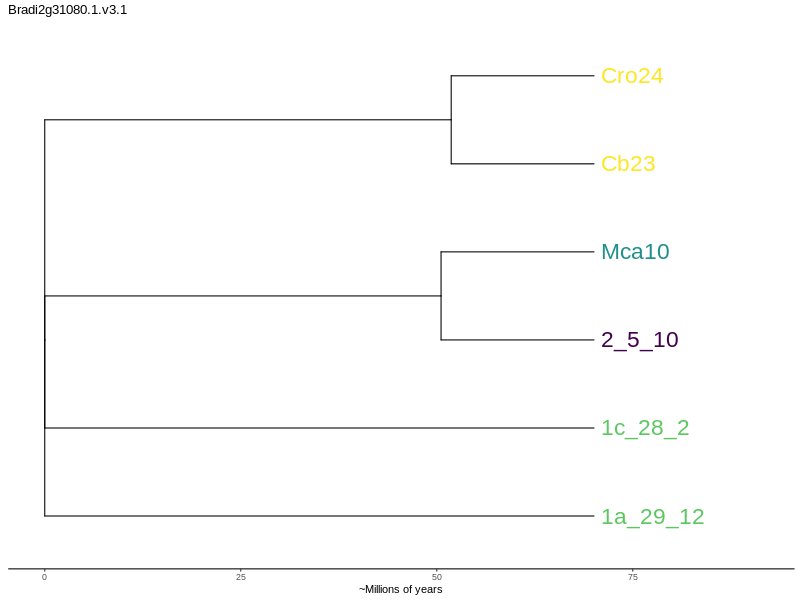 Bradi2g31080.1.v3.1
Cro24
Cb23
Mca10
2_5_10
1c_28_2
1a_29_12
0 25 50 75
~Millions of years